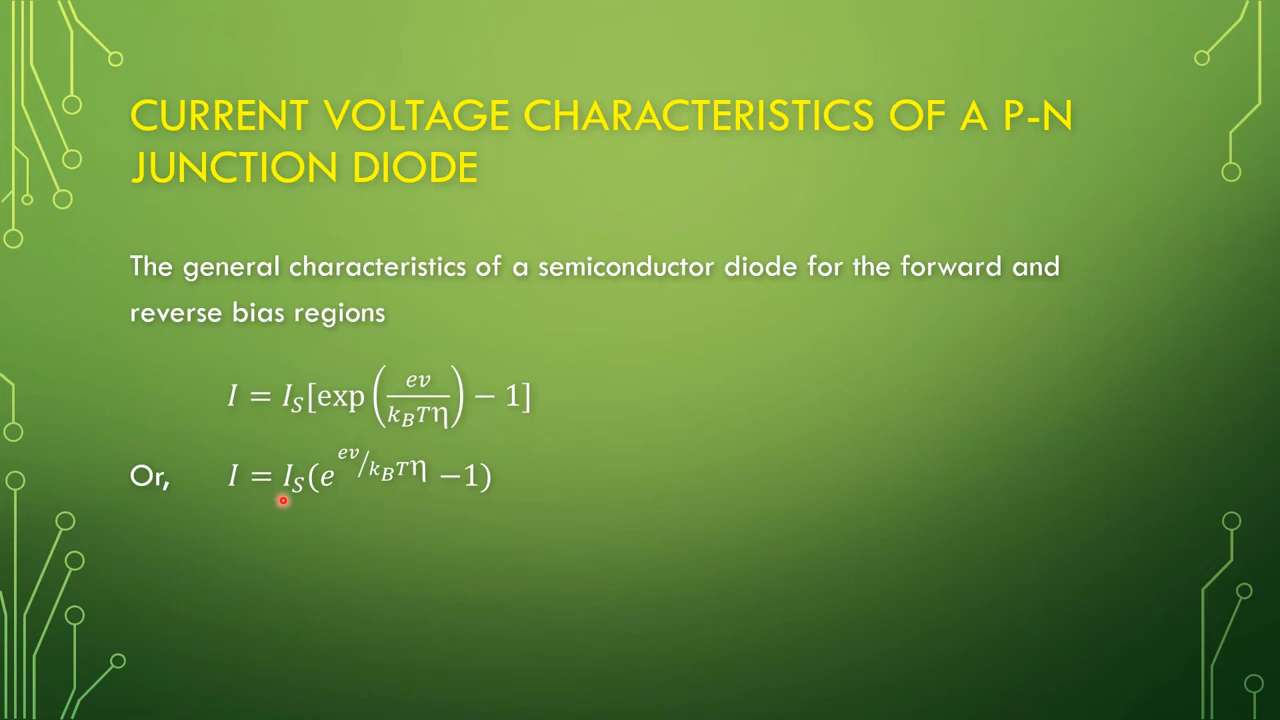 CURRENT VOLTAGE CHARACTERISTICS OF A P-N
JUNCTION DIODE
The general characteristics of a semiconductor diode for the forward and
reverse bias regions
I = I_S[exp(ev/k_BTη) − 1]
Or, I = I_S(e^{ev/k_BTη} −1)